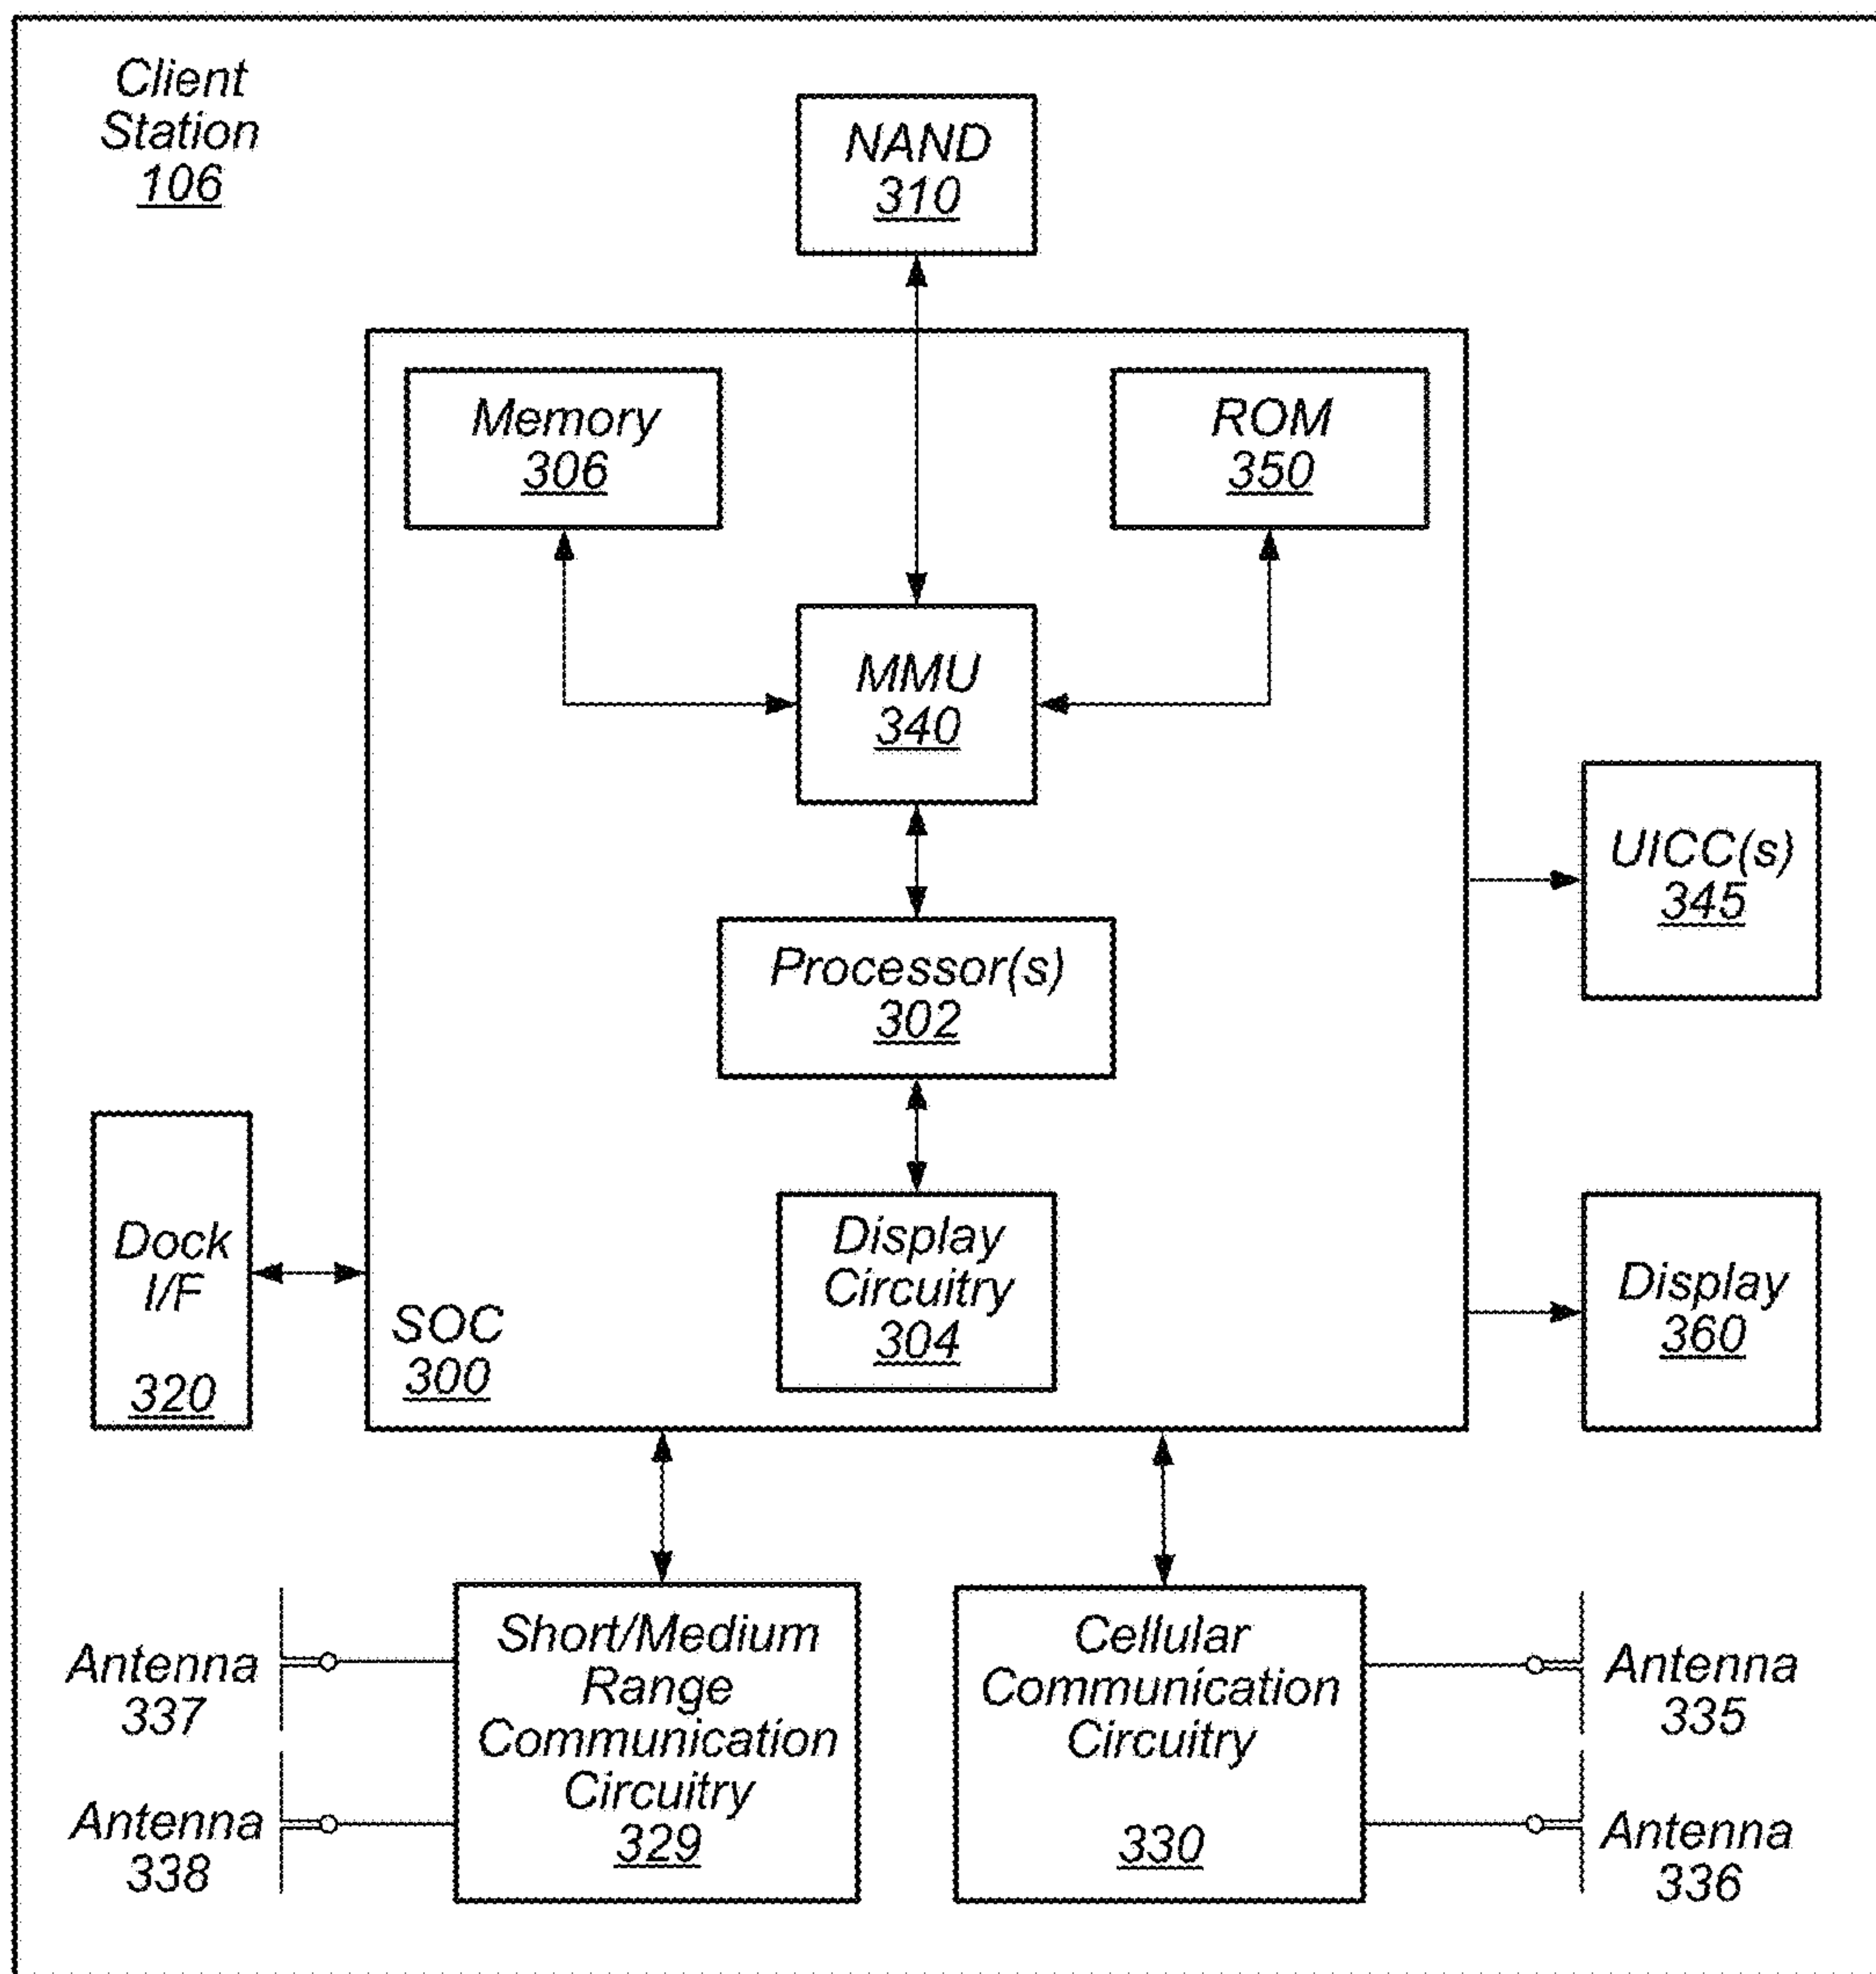 Client
Station
106
NAND
310
Memory
306
ROM
350
MMU
340
UICC(s)
345
Processor(s)
302
Dock
I/F
320
Display
Circuitry
304
SOC
300
Display
360
Antenna
337
Antenna
338
Short/Medium
Range
Communication
Circuitry
329
Cellular
Communication
Circuitry
330
Antenna
335
Antenna
336